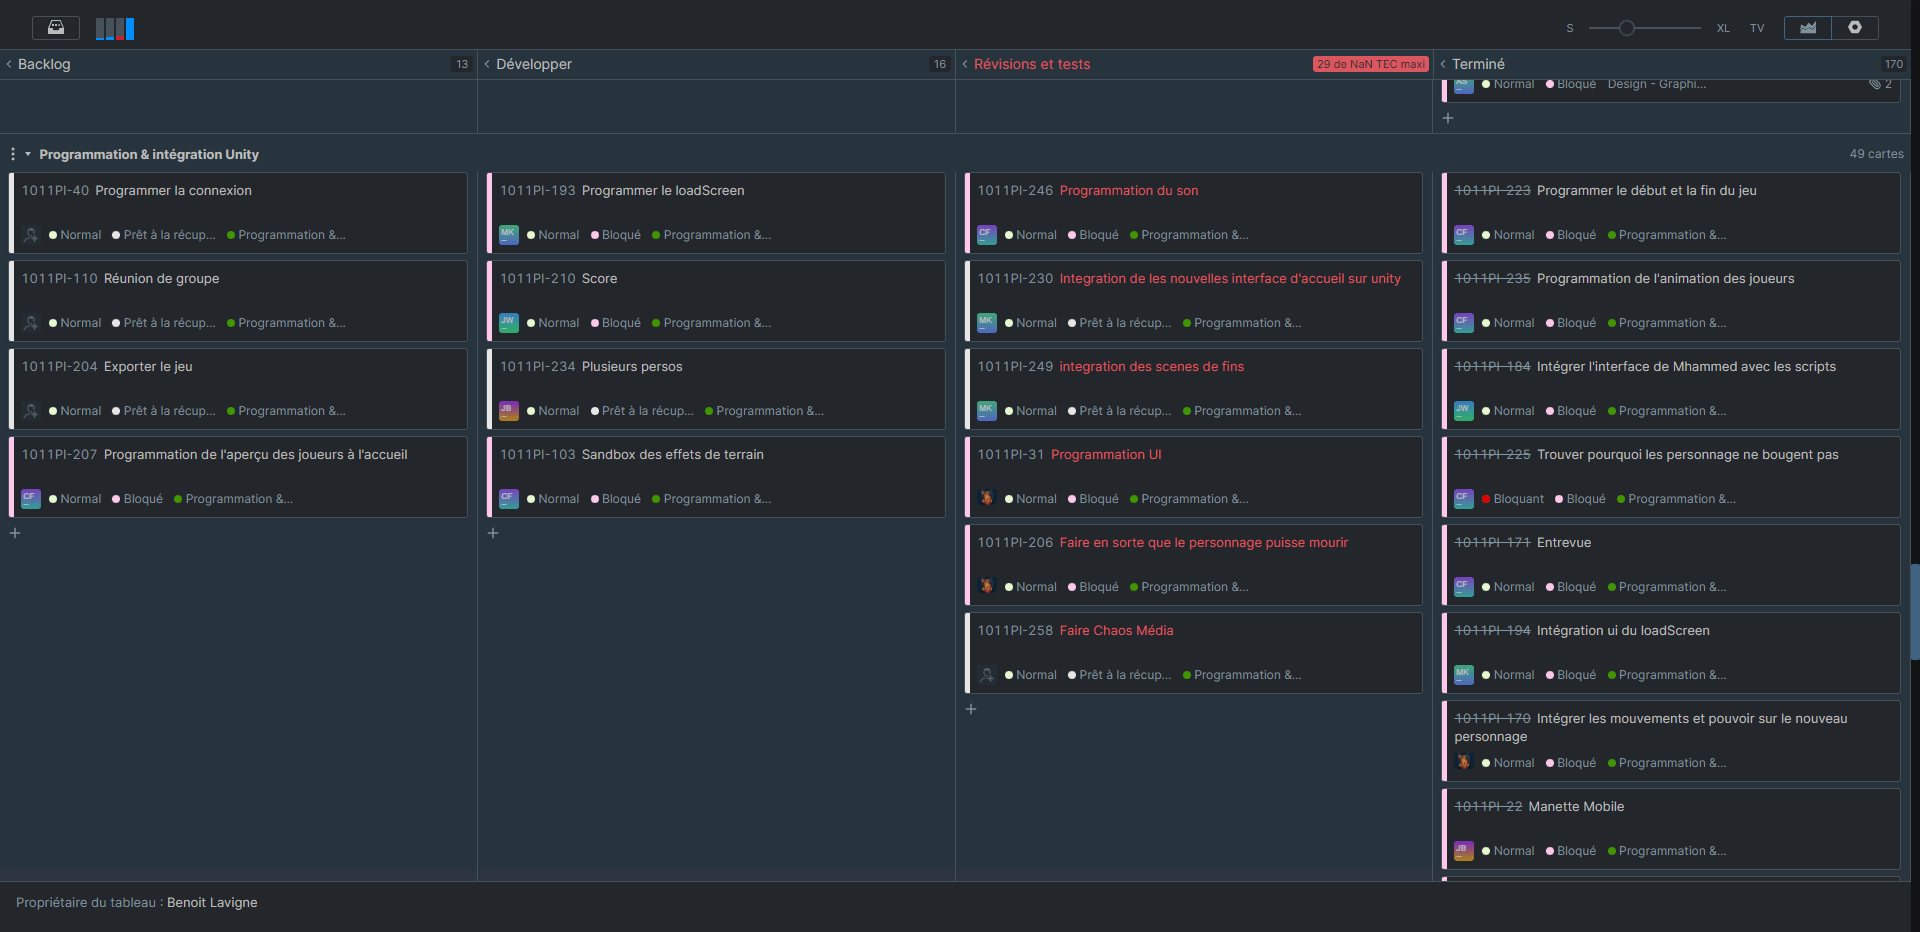 S XL TV
Backlog 13
Développer 16
Révisions et tests 29 de NaN TEC maxi
Terminé 170
Normal Bloqué Design - Graphi... 2
Programmation & intégration Unity 49 cartes
1011PI-40 Programmer la connexion
Normal Prêt à la récup... Programmation &...
1011PI-110 Réunion de groupe
Normal Prêt à la récup... Programmation &...
1011PI-204 Exporter le jeu
Normal Prêt à la récup... Programmation &...
1011PI-207 Programmation de l'aperçu des joueurs à l'accueil
CF Normal Bloqué Programmation &...
1011PI-193 Programmer le loadScreen
MK Normal Bloqué Programmation &...
1011PI-210 Score
JW Normal Bloqué Programmation &...
1011PI-234 Plusieurs persos
JB Normal Prêt à la récup... Programmation &...
1011PI-103 Sandbox des effets de terrain
CF Normal Bloqué Programmation &...
1011PI-246 Programmation du son
CF Normal Bloqué Programmation &...
1011PI-230 Integration de les nouvelles interface d'accueil sur unity
MK Normal Prêt à la récup... Programmation &...
1011PI-249 integration des scenes de fins
MK Normal Prêt à la récup... Programmation &...
1011PI-31 Programmation UI
Normal Bloqué Programmation &...
1011PI-206 Faire en sorte que le personnage puisse mourir
Normal Bloqué Programmation &...
1011PI-258 Faire Chaos Média
Normal Prêt à la récup... Programmation &...
1011PI-223 Programmer le début et la fin du jeu
CF Normal Bloqué Programmation &...
1011PI-235 Programmation de l'animation des joueurs
CF Normal Bloqué Programmation &...
1011PI-184 Intégrer l'interface de Mhammed avec les scripts
JW Normal Bloqué Programmation &...
1011PI-225 Trouver pourquoi les personnage ne bougent pas
CF Bloquant Bloqué Programmation &...
1011PI-171 Entrevue
CF Normal Bloqué Programmation &...
1011PI-194 Intégration ui du loadScreen
MK Normal Bloqué Programmation &...
1011PI-170 Intégrer les mouvements et pouvoir sur le nouveau
personnage
Normal Bloqué Programmation &...
1011PI-22 Manette Mobile
JB Normal Bloqué Programmation &...
Propriétaire du tableau : Benoit Lavigne